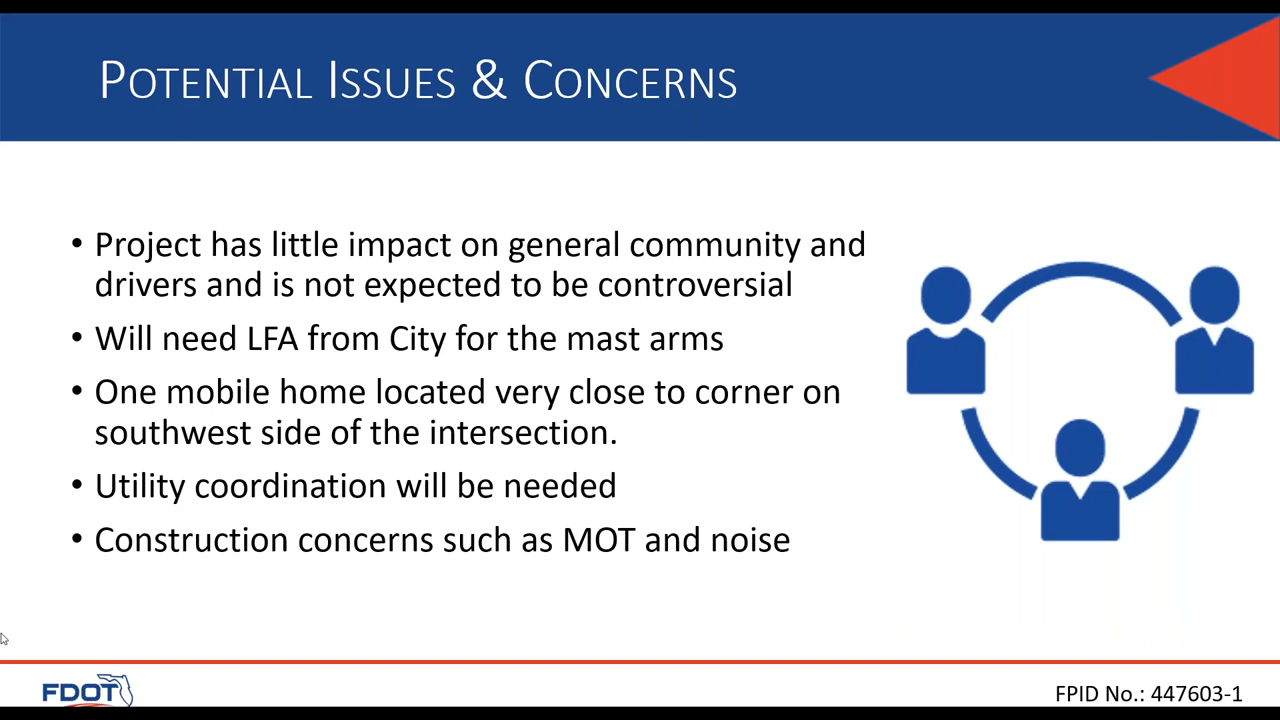 POTENTIAL ISSUES & CONCERNS
• Project has little impact on general community and
drivers and is not expected to be controversial
• Will need LFA from City for the mast arms
• One mobile home located very close to corner on
southwest side of the intersection.
• Utility coordination will be needed
• Construction concerns such as MOT and noise
FDOT
FPID No.: 447603-1